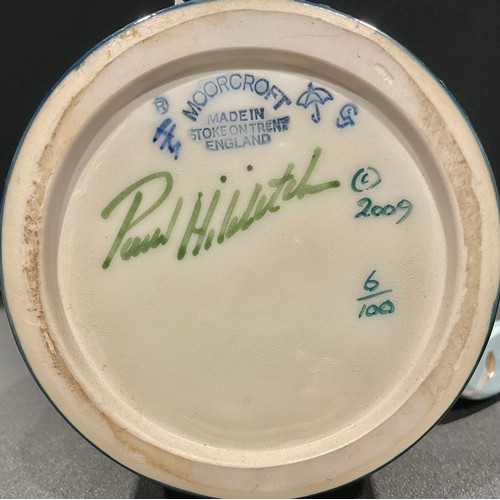 MOORCROFT
MADE IN
STOKE ON TRENT
ENGLAND
Paul Hilditch
©
2009
6/100